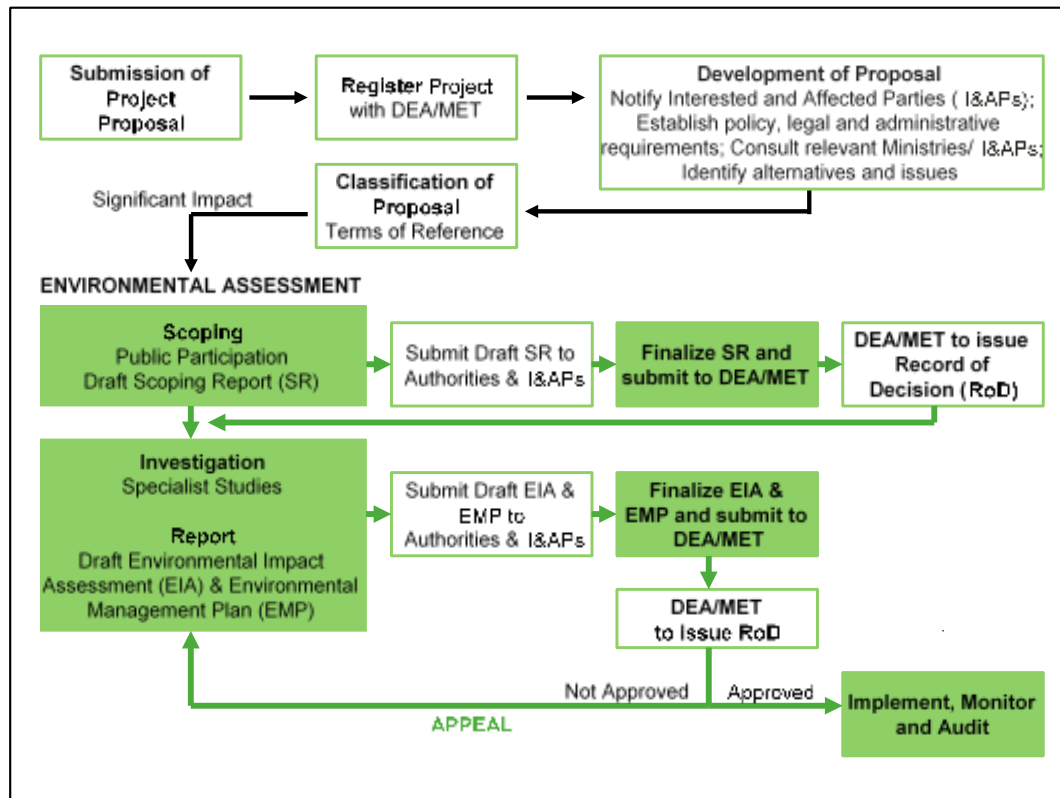 Submission of
Project
Proposal
Register Project
with DEA/MET
Development of Proposal
Notify Interested and Affected Parties ( I&APs);
Establish policy, legal and administrative
requirements; Consult relevant Ministries/ I&APs;
Identify alternatives and issues
Significant Impact
Classification of
Proposal
Terms of Reference
ENVIRONMENTAL ASSESSMENT
Scoping
Public Participation
Draft Scoping Report (SR)
Submit Draft SR to
Authorities & I&APs
Finalize SR and
submit to DEA/MET
DEA/MET to issue
Record of
Decision (RoD)
Investigation
Specialist Studies
Report
Draft Environmental Impact
Assessment (EIA) & Environmental
Management Plan (EMP)
Submit Draft EIA &
EMP to
Authorities & I&APs
Finalize EIA &
EMP and submit to
DEA/MET
DEA/MET
to Issue RoD
Not Approved
Approved
APPEAL
Implement, Monitor
and Audit